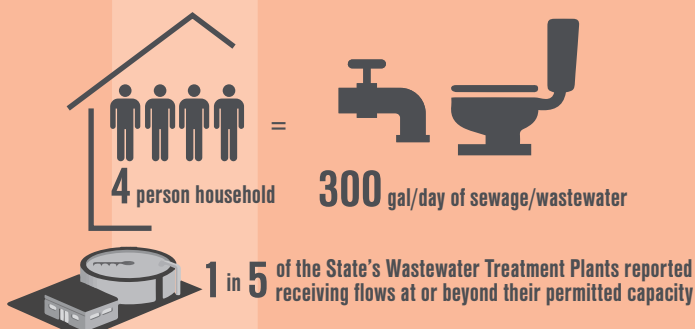 4 person household
=
300 gal/day of sewage/wastewater
1 in 5 of the State's Wastewater Treatment Plants reported
receiving flows at or beyond their permitted capacity